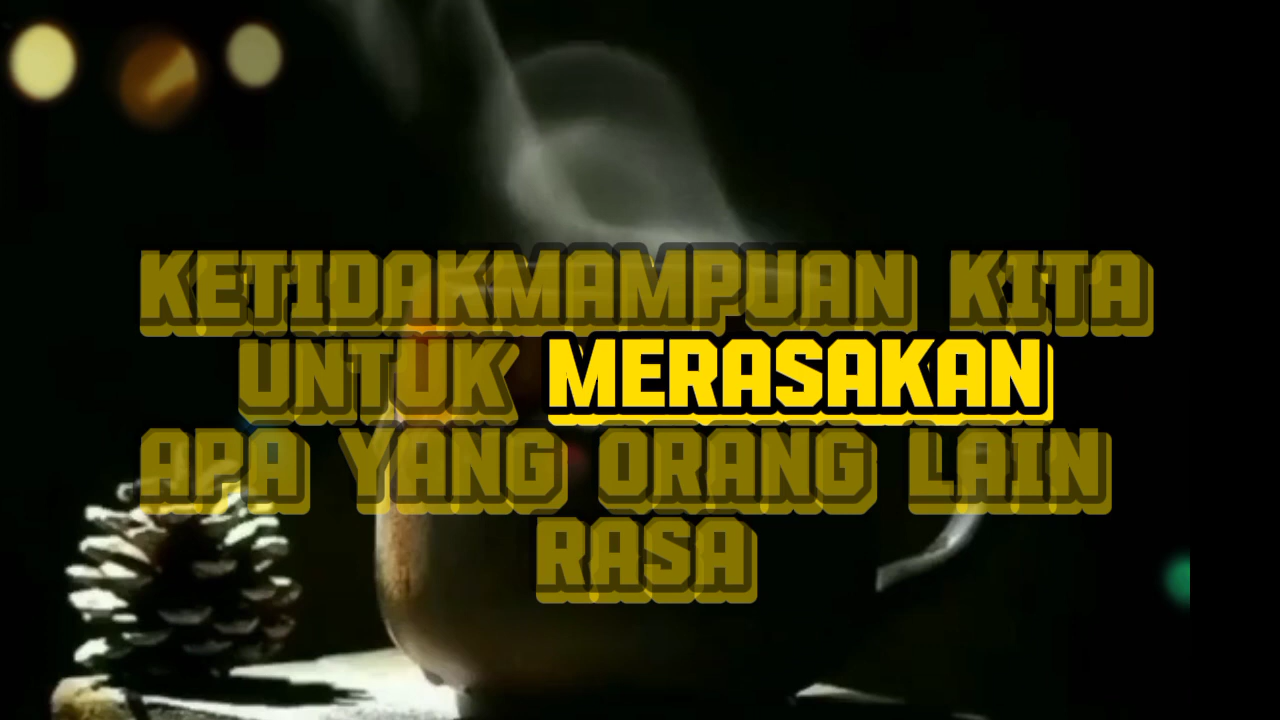 KETIDAKMAMPUAN KITA
UNTUK MERASAKAN
APA YANG ORANG LAIN
RASA